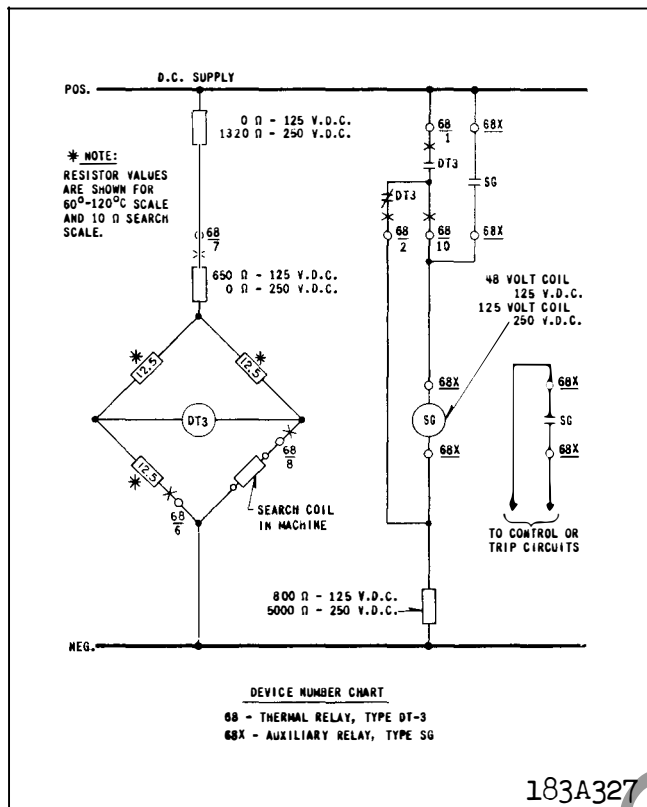 D.C. SUPPLY
POS.
0 Ω - 125 V.D.C.
1320 Ω - 250 V.D.C.
* NOTE:
RESISTOR VALUES
ARE SHOWN FOR
60°-120°C SCALE
AND 10 Ω SEARCH
SCALE.
68
7
650 Ω - 125 V.D.C.
0 Ω - 250 V.D.C.
* 12.5
12.5 *
DT3
12.5
*
68
6
68
8
SEARCH COIL
IN MACHINE
68
1
DT3
68X
SG
68X
DT3
68
2
68
10
48 VOLT COIL
125 V.D.C.
125 VOLT COIL
250 V.D.C.
68X
SG
68X
68X
SG
68X
TO CONTROL OR
TRIP CIRCUITS
800 Ω - 125 V.D.C.
5000 Ω - 250 V.D.C.
NEG.
DEVICE NUMBER CHART
68 - THERMAL RELAY, TYPE DT-3
68X - AUXILIARY RELAY, TYPE SG
183A327